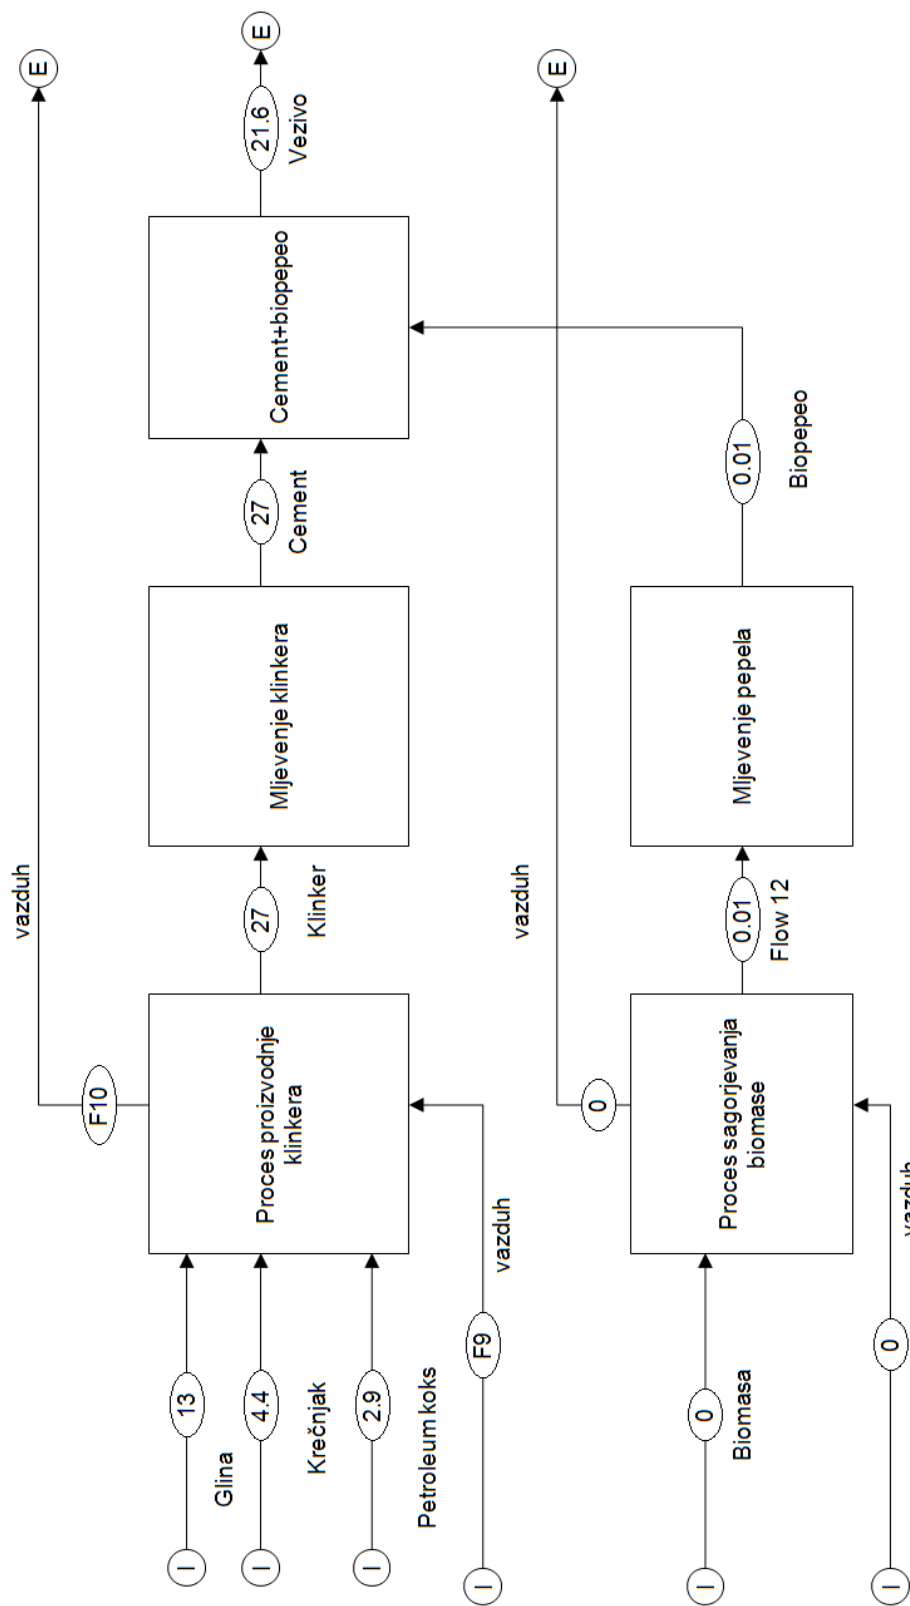 vazduh
E
F10
I
13
Glina
I
4.4
Krečnjak
I
2.9
Petroleum koks
I
F9
vazduh
Proces proizvodnje
klinkera
27
Klinker
Mljevenje klinkera
27
Cement
Cement+biopepeo
21.6
Vezivo
E
vazduh
E
0
I
0
Biomasa
I
0
vazduh
Proces sagorjevanja
biomase
0.01
Flow 12
Mljevenje pepela
0.01
Biopepeo